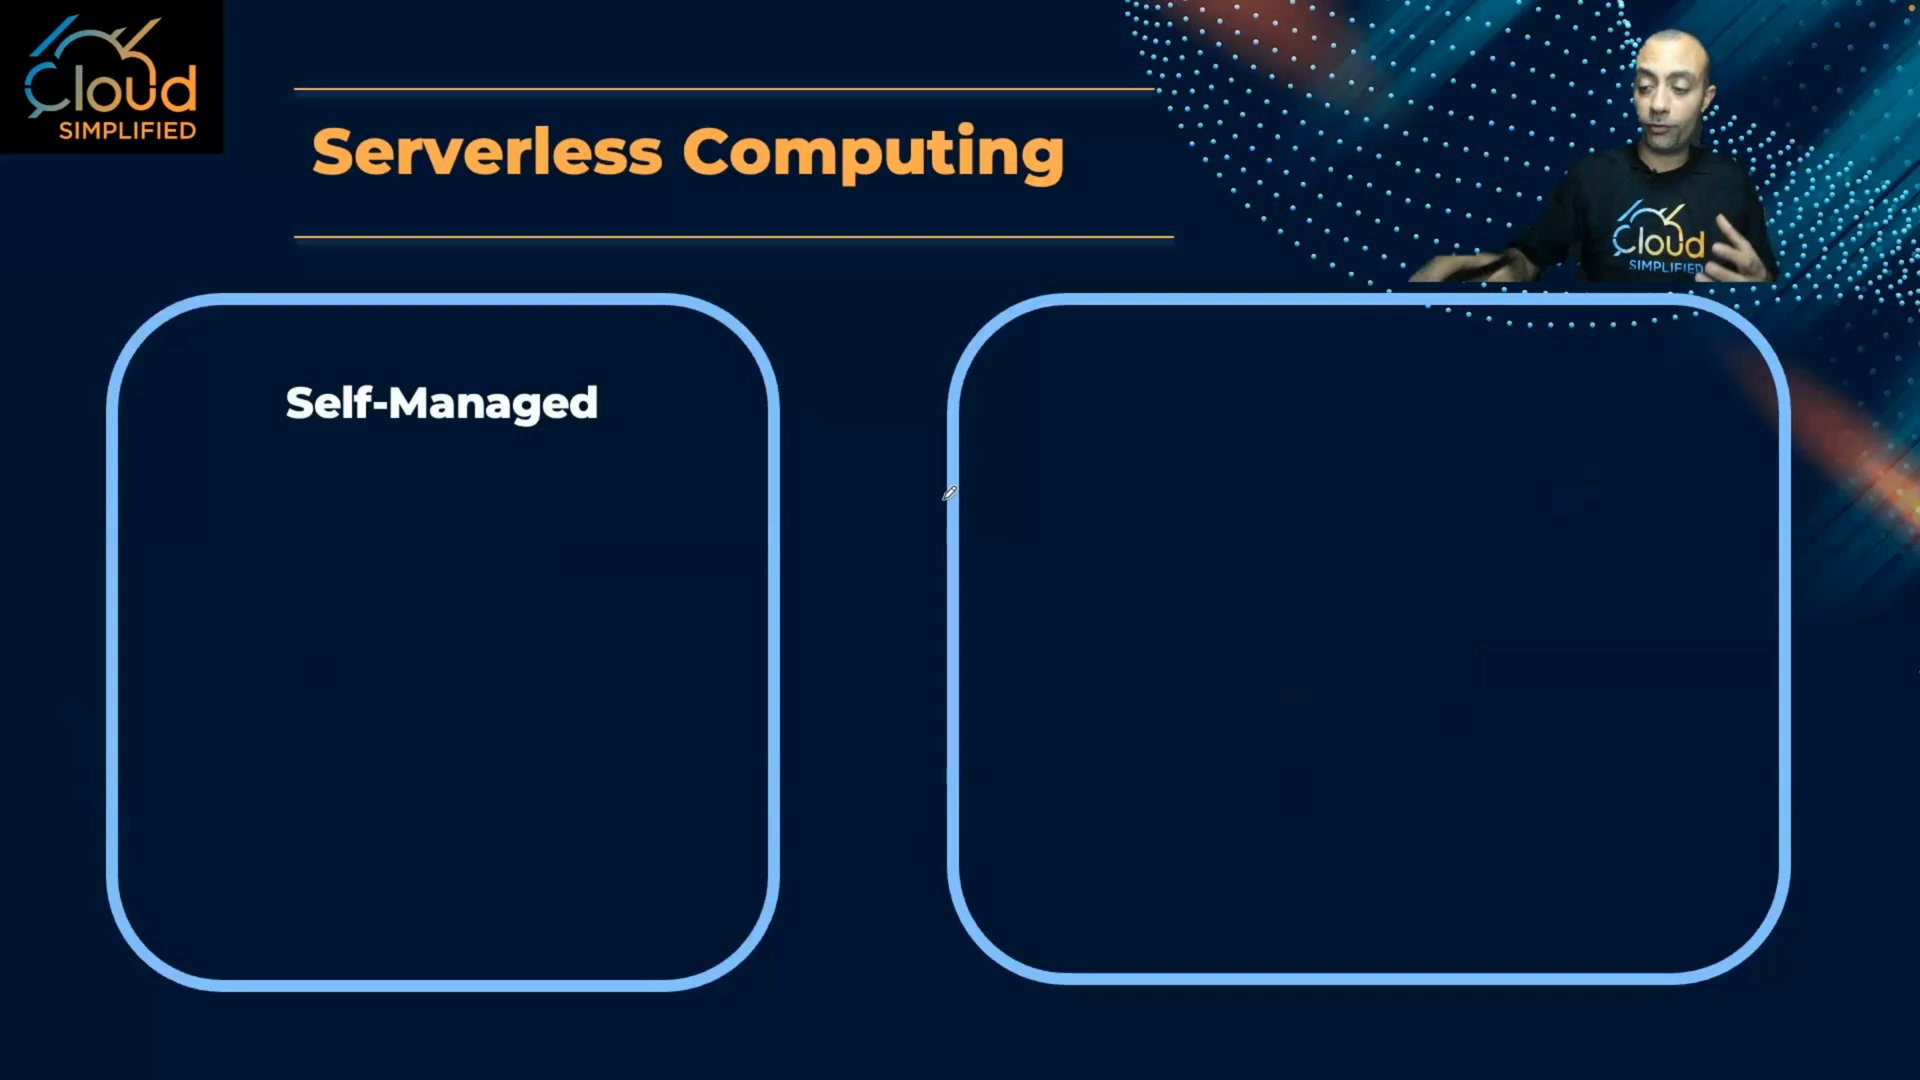 Cloud
SIMPLIFIED
Serverless Computing
Cloud
SIMPLIFIED
Self-Managed